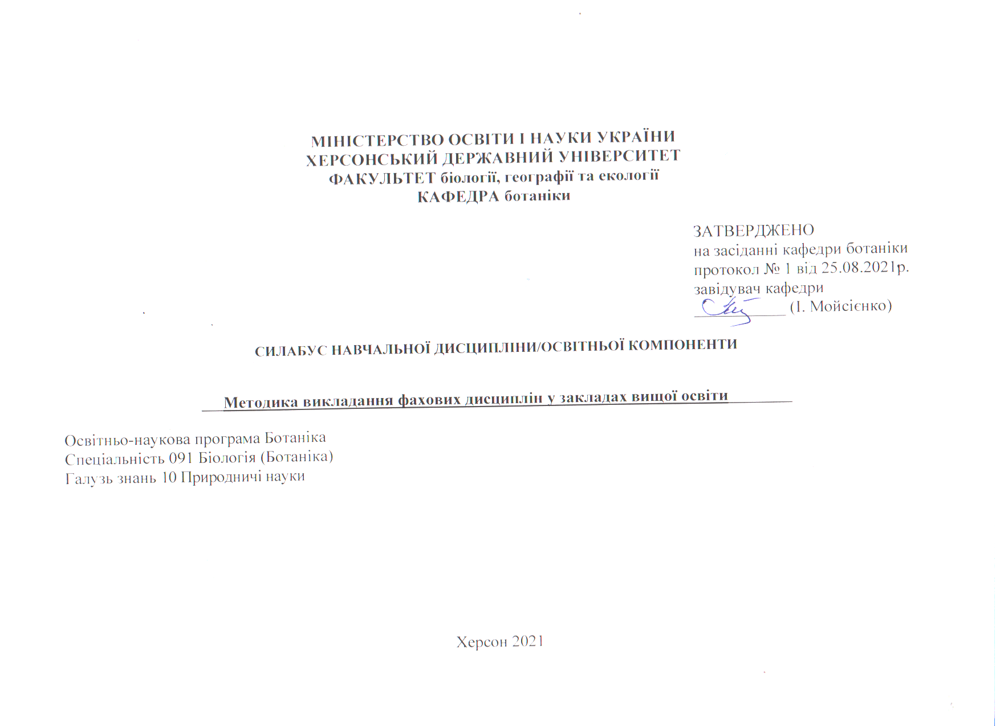 МІНІСТЕРСТВО ОСВІТИ І НАУКИ УКРАЇНИ
ХЕРСОНСЬКИЙ ДЕРЖАВНИЙ УНІВЕРСИТЕТ
ФАКУЛЬТЕТ біології, географії та екології
КАФЕДРА ботаніки
ЗАТВЕРДЖЕНО
на засіданні кафедри ботаніки
протокол № 1 від 25.08.2021р.
завідувач кафедри
(І. Мойсієнко)
СИЛАБУС НАВЧАЛЬНОЇ ДИСЦИПЛІНИ/ОСВІТНЬОЇ КОМПОНЕНТИ
Методика викладання фахових дисциплін у закладах вищої освіти
Освітньо-наукова програма Ботаніка
Спеціальність 091 Біологія (Ботаніка)
Галузь знань 10 Природничі науки
Херсон 2021